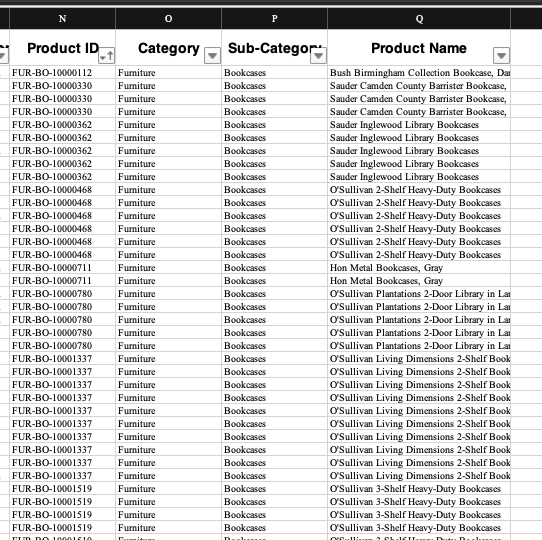 N O P Q
Product ID Category Sub-Category Product Name
FUR-BO-10000112 Furniture Bookcases Bush Birmingham Collection Bookcase, Dar
FUR-BO-10000330 Furniture Bookcases Sauder Camden County Barrister Bookcase,
FUR-BO-10000330 Furniture Bookcases Sauder Camden County Barrister Bookcase,
FUR-BO-10000330 Furniture Bookcases Sauder Camden County Barrister Bookcase,
FUR-BO-10000362 Furniture Bookcases Sauder Inglewood Library Bookcases
FUR-BO-10000362 Furniture Bookcases Sauder Inglewood Library Bookcases
FUR-BO-10000362 Furniture Bookcases Sauder Inglewood Library Bookcases
FUR-BO-10000362 Furniture Bookcases Sauder Inglewood Library Bookcases
FUR-BO-10000362 Furniture Bookcases Sauder Inglewood Library Bookcases
FUR-BO-10000468 Furniture Bookcases O'Sullivan 2-Shelf Heavy-Duty Bookcases
FUR-BO-10000468 Furniture Bookcases O'Sullivan 2-Shelf Heavy-Duty Bookcases
FUR-BO-10000468 Furniture Bookcases O'Sullivan 2-Shelf Heavy-Duty Bookcases
FUR-BO-10000468 Furniture Bookcases O'Sullivan 2-Shelf Heavy-Duty Bookcases
FUR-BO-10000468 Furniture Bookcases O'Sullivan 2-Shelf Heavy-Duty Bookcases
FUR-BO-10000468 Furniture Bookcases O'Sullivan 2-Shelf Heavy-Duty Bookcases
FUR-BO-10000711 Furniture Bookcases Hon Metal Bookcases, Gray
FUR-BO-10000711 Furniture Bookcases Hon Metal Bookcases, Gray
FUR-BO-10000780 Furniture Bookcases O'Sullivan Plantations 2-Door Library in Lar
FUR-BO-10000780 Furniture Bookcases O'Sullivan Plantations 2-Door Library in Lar
FUR-BO-10000780 Furniture Bookcases O'Sullivan Plantations 2-Door Library in Lar
FUR-BO-10000780 Furniture Bookcases O'Sullivan Plantations 2-Door Library in Lar
FUR-BO-10000780 Furniture Bookcases O'Sullivan Plantations 2-Door Library in Lar
FUR-BO-10001337 Furniture Bookcases O'Sullivan Living Dimensions 2-Shelf Book
FUR-BO-10001337 Furniture Bookcases O'Sullivan Living Dimensions 2-Shelf Book
FUR-BO-10001337 Furniture Bookcases O'Sullivan Living Dimensions 2-Shelf Book
FUR-BO-10001337 Furniture Bookcases O'Sullivan Living Dimensions 2-Shelf Book
FUR-BO-10001337 Furniture Bookcases O'Sullivan Living Dimensions 2-Shelf Book
FUR-BO-10001337 Furniture Bookcases O'Sullivan Living Dimensions 2-Shelf Book
FUR-BO-10001337 Furniture Bookcases O'Sullivan Living Dimensions 2-Shelf Book
FUR-BO-10001337 Furniture Bookcases O'Sullivan Living Dimensions 2-Shelf Book
FUR-BO-10001337 Furniture Bookcases O'Sullivan Living Dimensions 2-Shelf Book
FUR-BO-10001337 Furniture Bookcases O'Sullivan Living Dimensions 2-Shelf Book
FUR-BO-10001519 Furniture Bookcases O'Sullivan 3-Shelf Heavy-Duty Bookcases
FUR-BO-10001519 Furniture Bookcases O'Sullivan 3-Shelf Heavy-Duty Bookcases
FUR-BO-10001519 Furniture Bookcases O'Sullivan 3-Shelf Heavy-Duty Bookcases
FUR-BO-10001519 Furniture Bookcases O'Sullivan 3-Shelf Heavy-Duty Bookcases